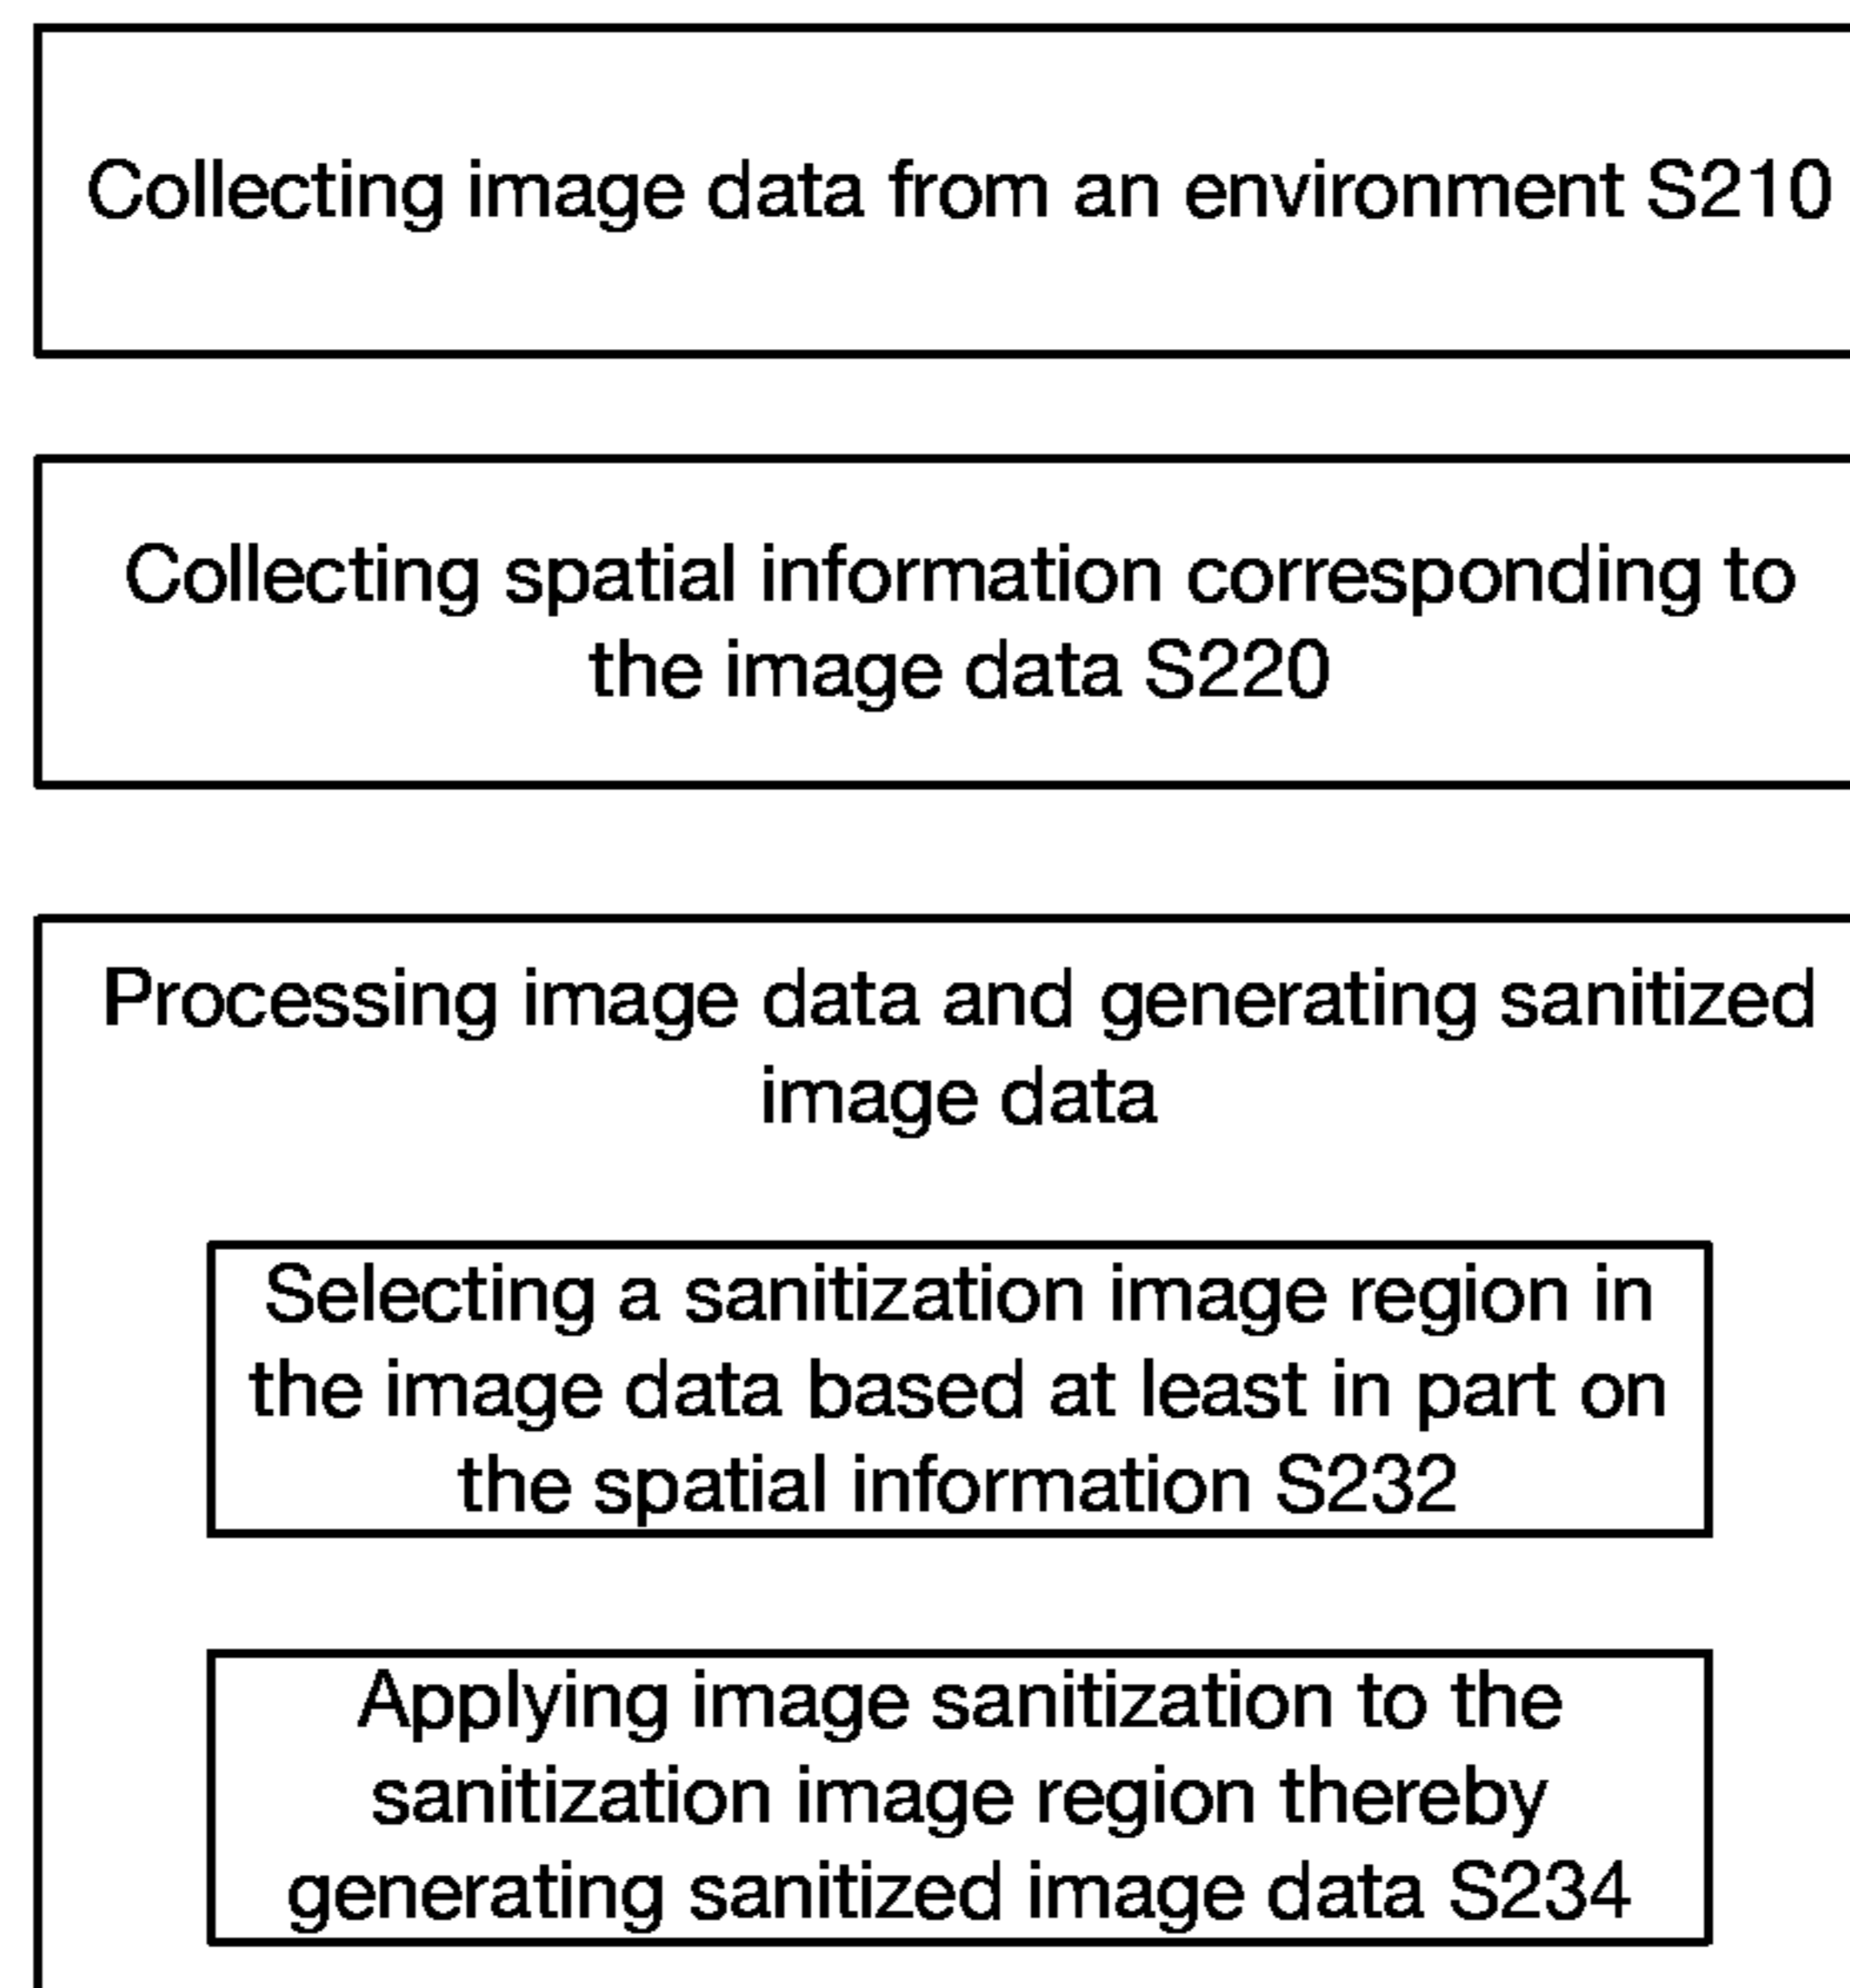 Collecting image data from an environment S210
Collecting spatial information corresponding to
the image data S220
Processing image data and generating sanitized
image data
Selecting a sanitization image region in
the image data based at least in part on
the spatial information S232
Applying image sanitization to the
sanitization image region thereby
generating sanitized image data S234